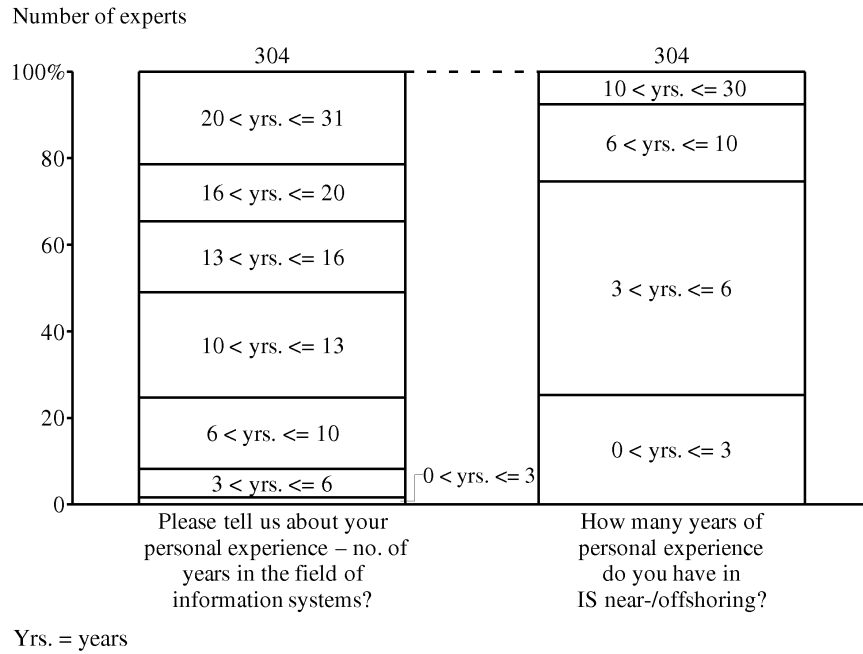 Number of experts
304
304
100%
80
60
40
20
0
20 < yrs. <= 31
16 < yrs. <= 20
13 < yrs. <= 16
10 < yrs. <= 13
6 < yrs. <= 10
3 < yrs. <= 6
0 < yrs. <= 3
10 < yrs. <= 30
6 < yrs. <= 10
3 < yrs. <= 6
0 < yrs. <= 3
Please tell us about your
personal experience – no. of
years in the field of
information systems?
How many years of
personal experience
do you have in
IS near-/offshoring?
Yrs. = years